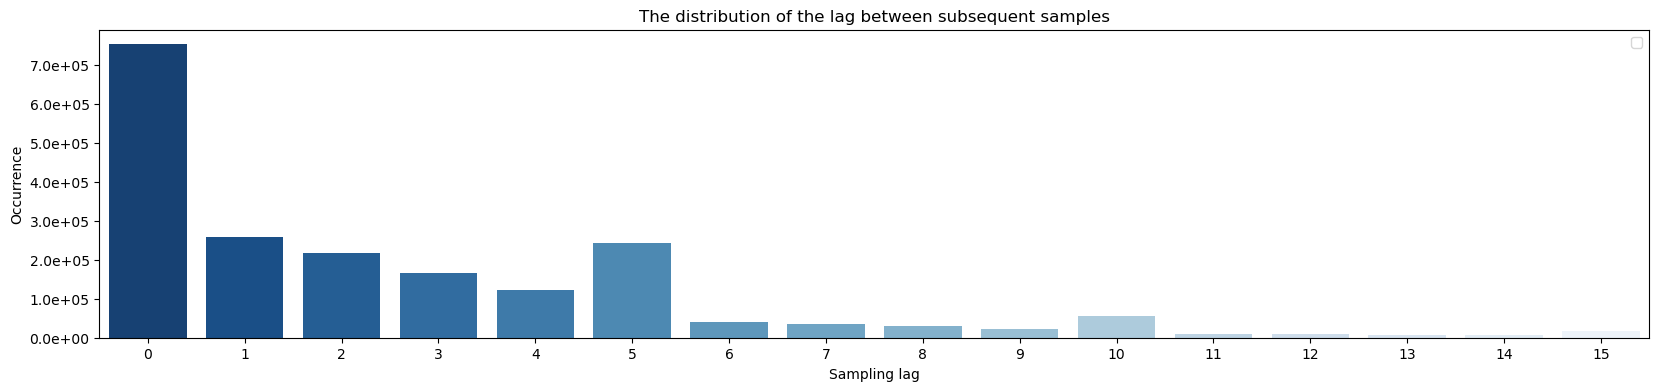 The distribution of the lag between subsequent samples
7.0e+05
6.0e+05
5.0e+05
4.0e+05
3.0e+05
2.0e+05
1.0e+05
0.0e+00
Occurrence
0 1 2 3 4 5 6 7 8 9 10 11 12 13 14 15
Sampling lag